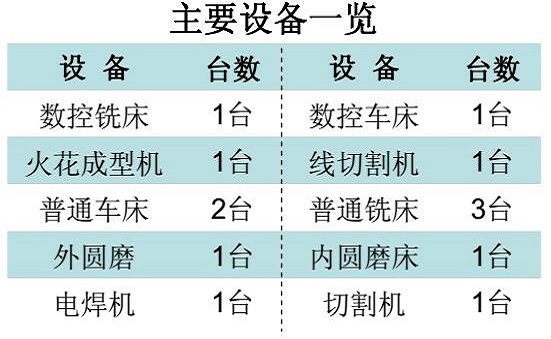 主要设备一览
设 备 台数 设 备 台数
数控铣床 1台 数控车床 1台
火花成型机 1台 线切割机 1台
普通车床 2台 普通铣床 3台
外圆磨 1台 内圆磨床 1台
电焊机 1台 切割机 1台